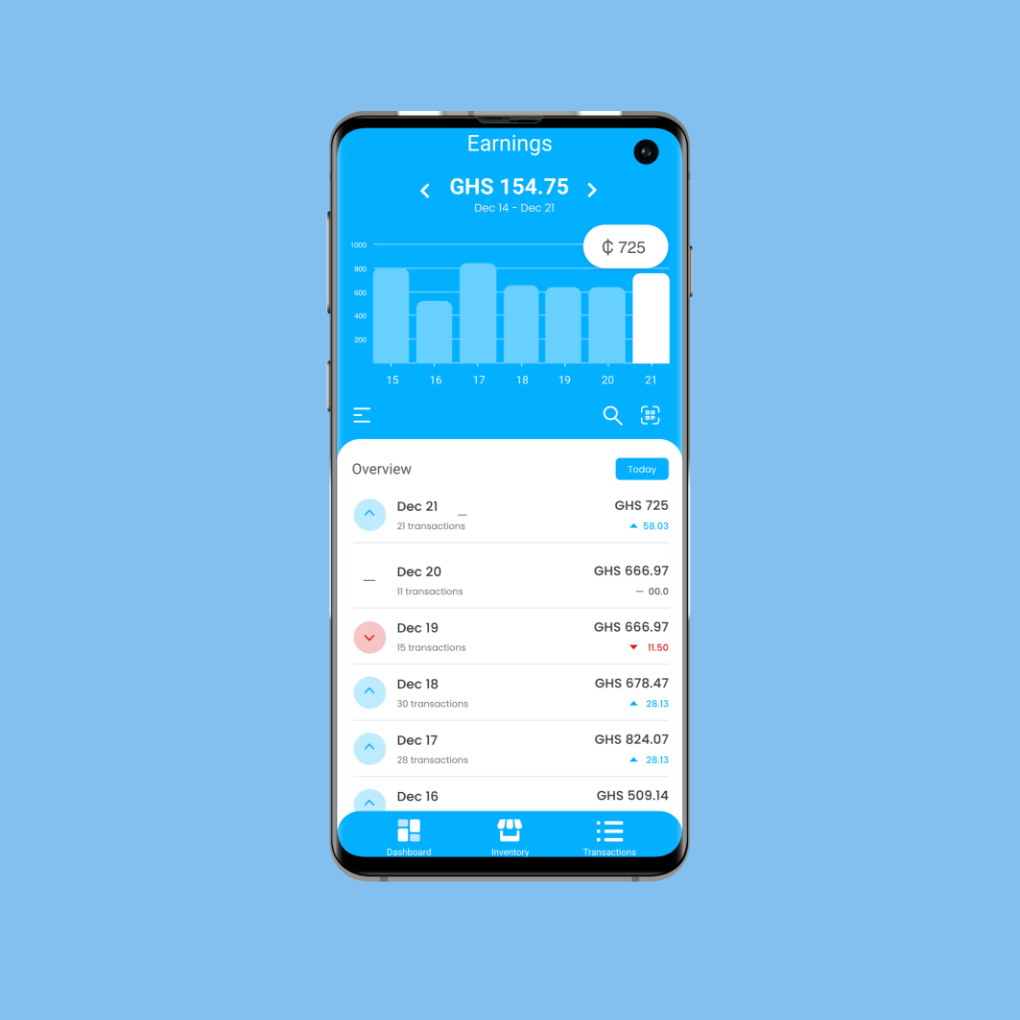 Earnings
GHS 154.75
Dec 14 - Dec 21
₵ 725
1000
800
600
400
200
15 16 17 18 19 20 21
Overview
Today
Dec 21 GHS 725
21 transactions 58.03
Dec 20 GHS 666.97
11 transactions — 00.0
Dec 19 GHS 666.97
15 transactions 11.50
Dec 18 GHS 678.47
30 transactions 28.13
Dec 17 GHS 824.07
28 transactions 28.13
Dec 16 GHS 509.14
Dashboard Inventory Transactions